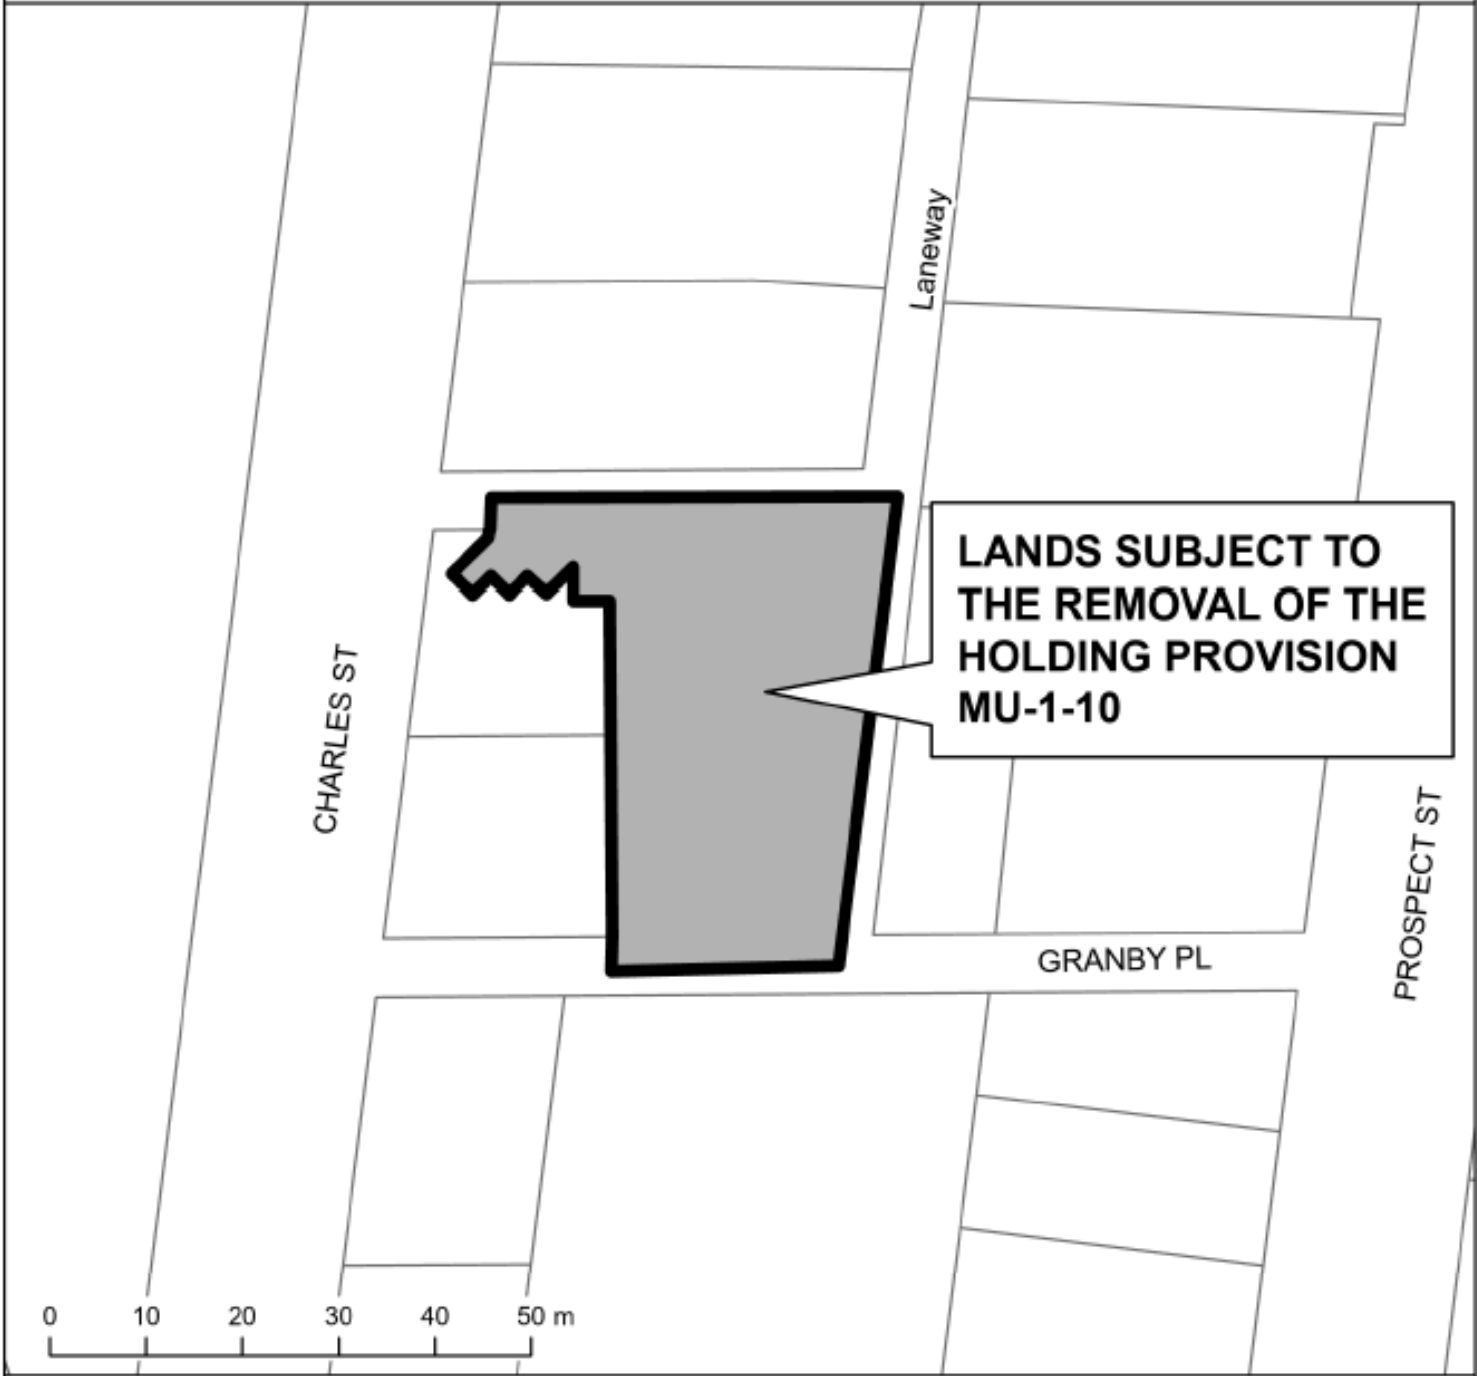 Laneway
LANDS SUBJECT TO
THE REMOVAL OF THE
HOLDING PROVISION
MU-1-10
CHARLES ST
PROSPECT ST
GRANBY PL
0 10 20 30 40 50 m